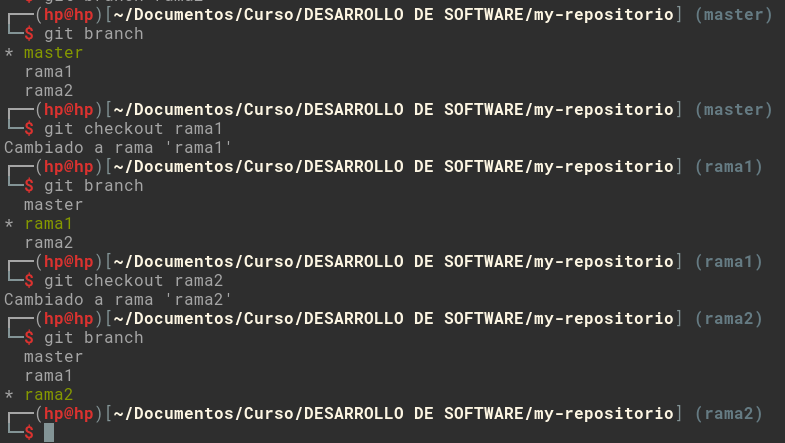 $ git branch rama2
┌──(hp@hp)[~/Documentos/Curso/DESARROLLO DE SOFTWARE/my-repositorio] (master)
└─$ git branch
* master
  rama1
  rama2
┌──(hp@hp)[~/Documentos/Curso/DESARROLLO DE SOFTWARE/my-repositorio] (master)
└─$ git checkout rama1
Cambiado a rama 'rama1'
┌──(hp@hp)[~/Documentos/Curso/DESARROLLO DE SOFTWARE/my-repositorio] (rama1)
└─$ git branch
  master
* rama1
  rama2
┌──(hp@hp)[~/Documentos/Curso/DESARROLLO DE SOFTWARE/my-repositorio] (rama1)
└─$ git checkout rama2
Cambiado a rama 'rama2'
┌──(hp@hp)[~/Documentos/Curso/DESARROLLO DE SOFTWARE/my-repositorio] (rama2)
└─$ git branch
  master
  rama1
* rama2
┌──(hp@hp)[~/Documentos/Curso/DESARROLLO DE SOFTWARE/my-repositorio] (rama2)
└─$